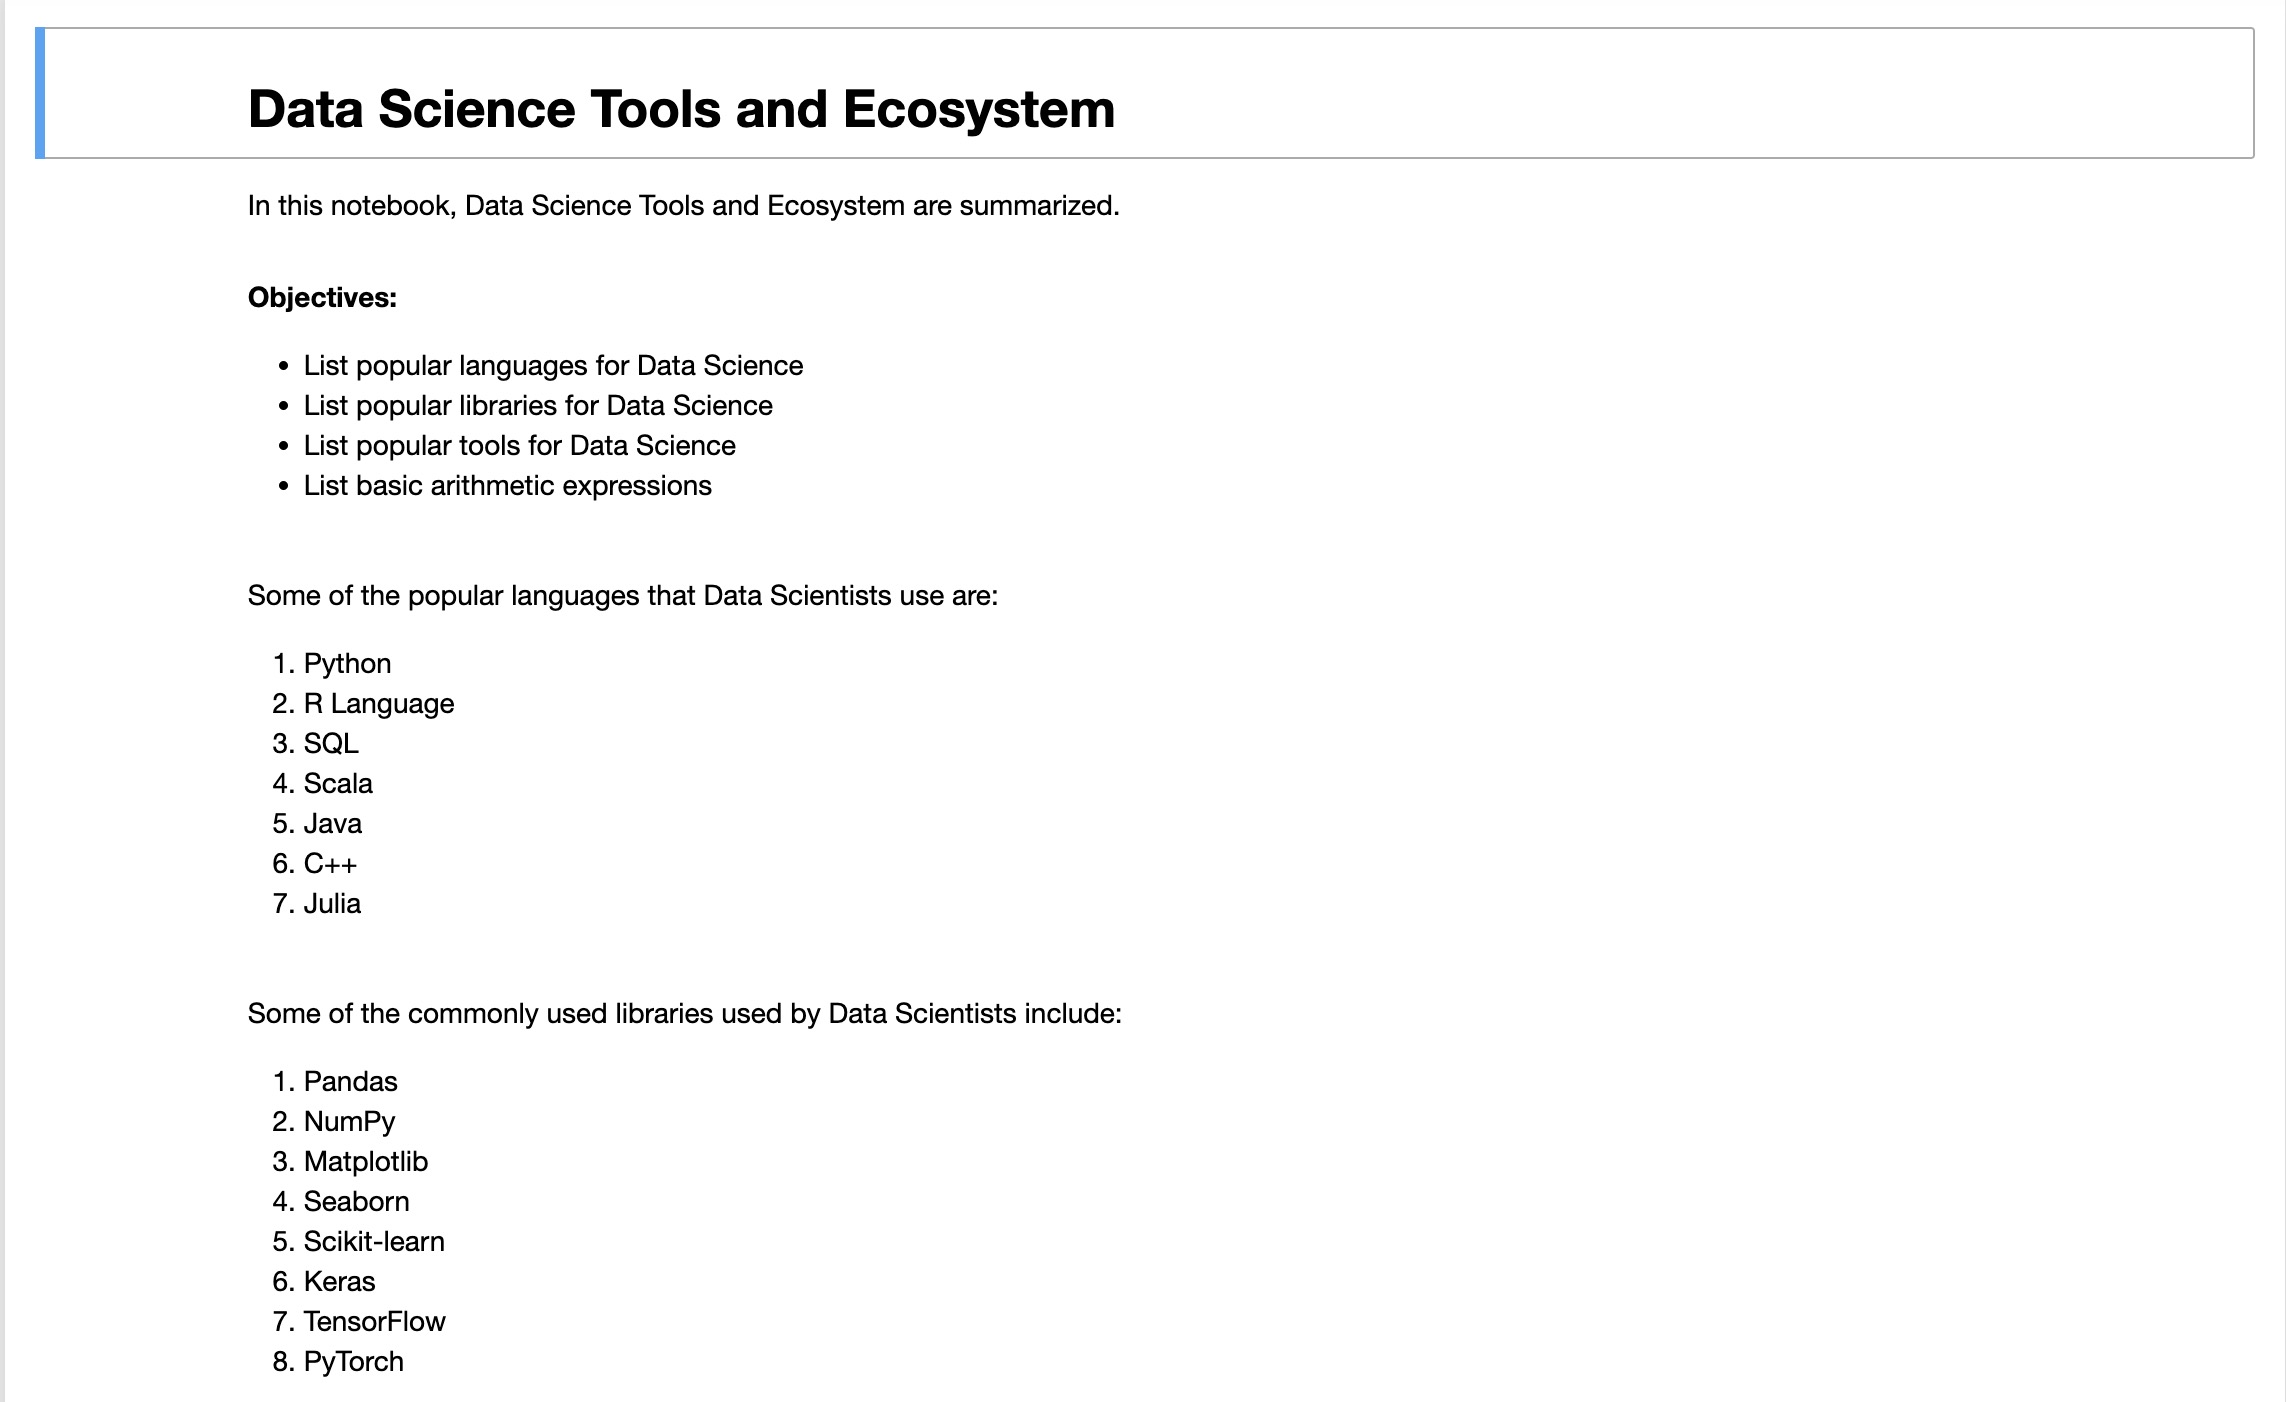 Data Science Tools and Ecosystem
In this notebook, Data Science Tools and Ecosystem are summarized.
Objectives:
• List popular languages for Data Science
• List popular libraries for Data Science
• List popular tools for Data Science
• List basic arithmetic expressions
Some of the popular languages that Data Scientists use are:
1. Python
2. R Language
3. SQL
4. Scala
5. Java
6. C++
7. Julia
Some of the commonly used libraries used by Data Scientists include:
1. Pandas
2. NumPy
3. Matplotlib
4. Seaborn
5. Scikit-learn
6. Keras
7. TensorFlow
8. PyTorch